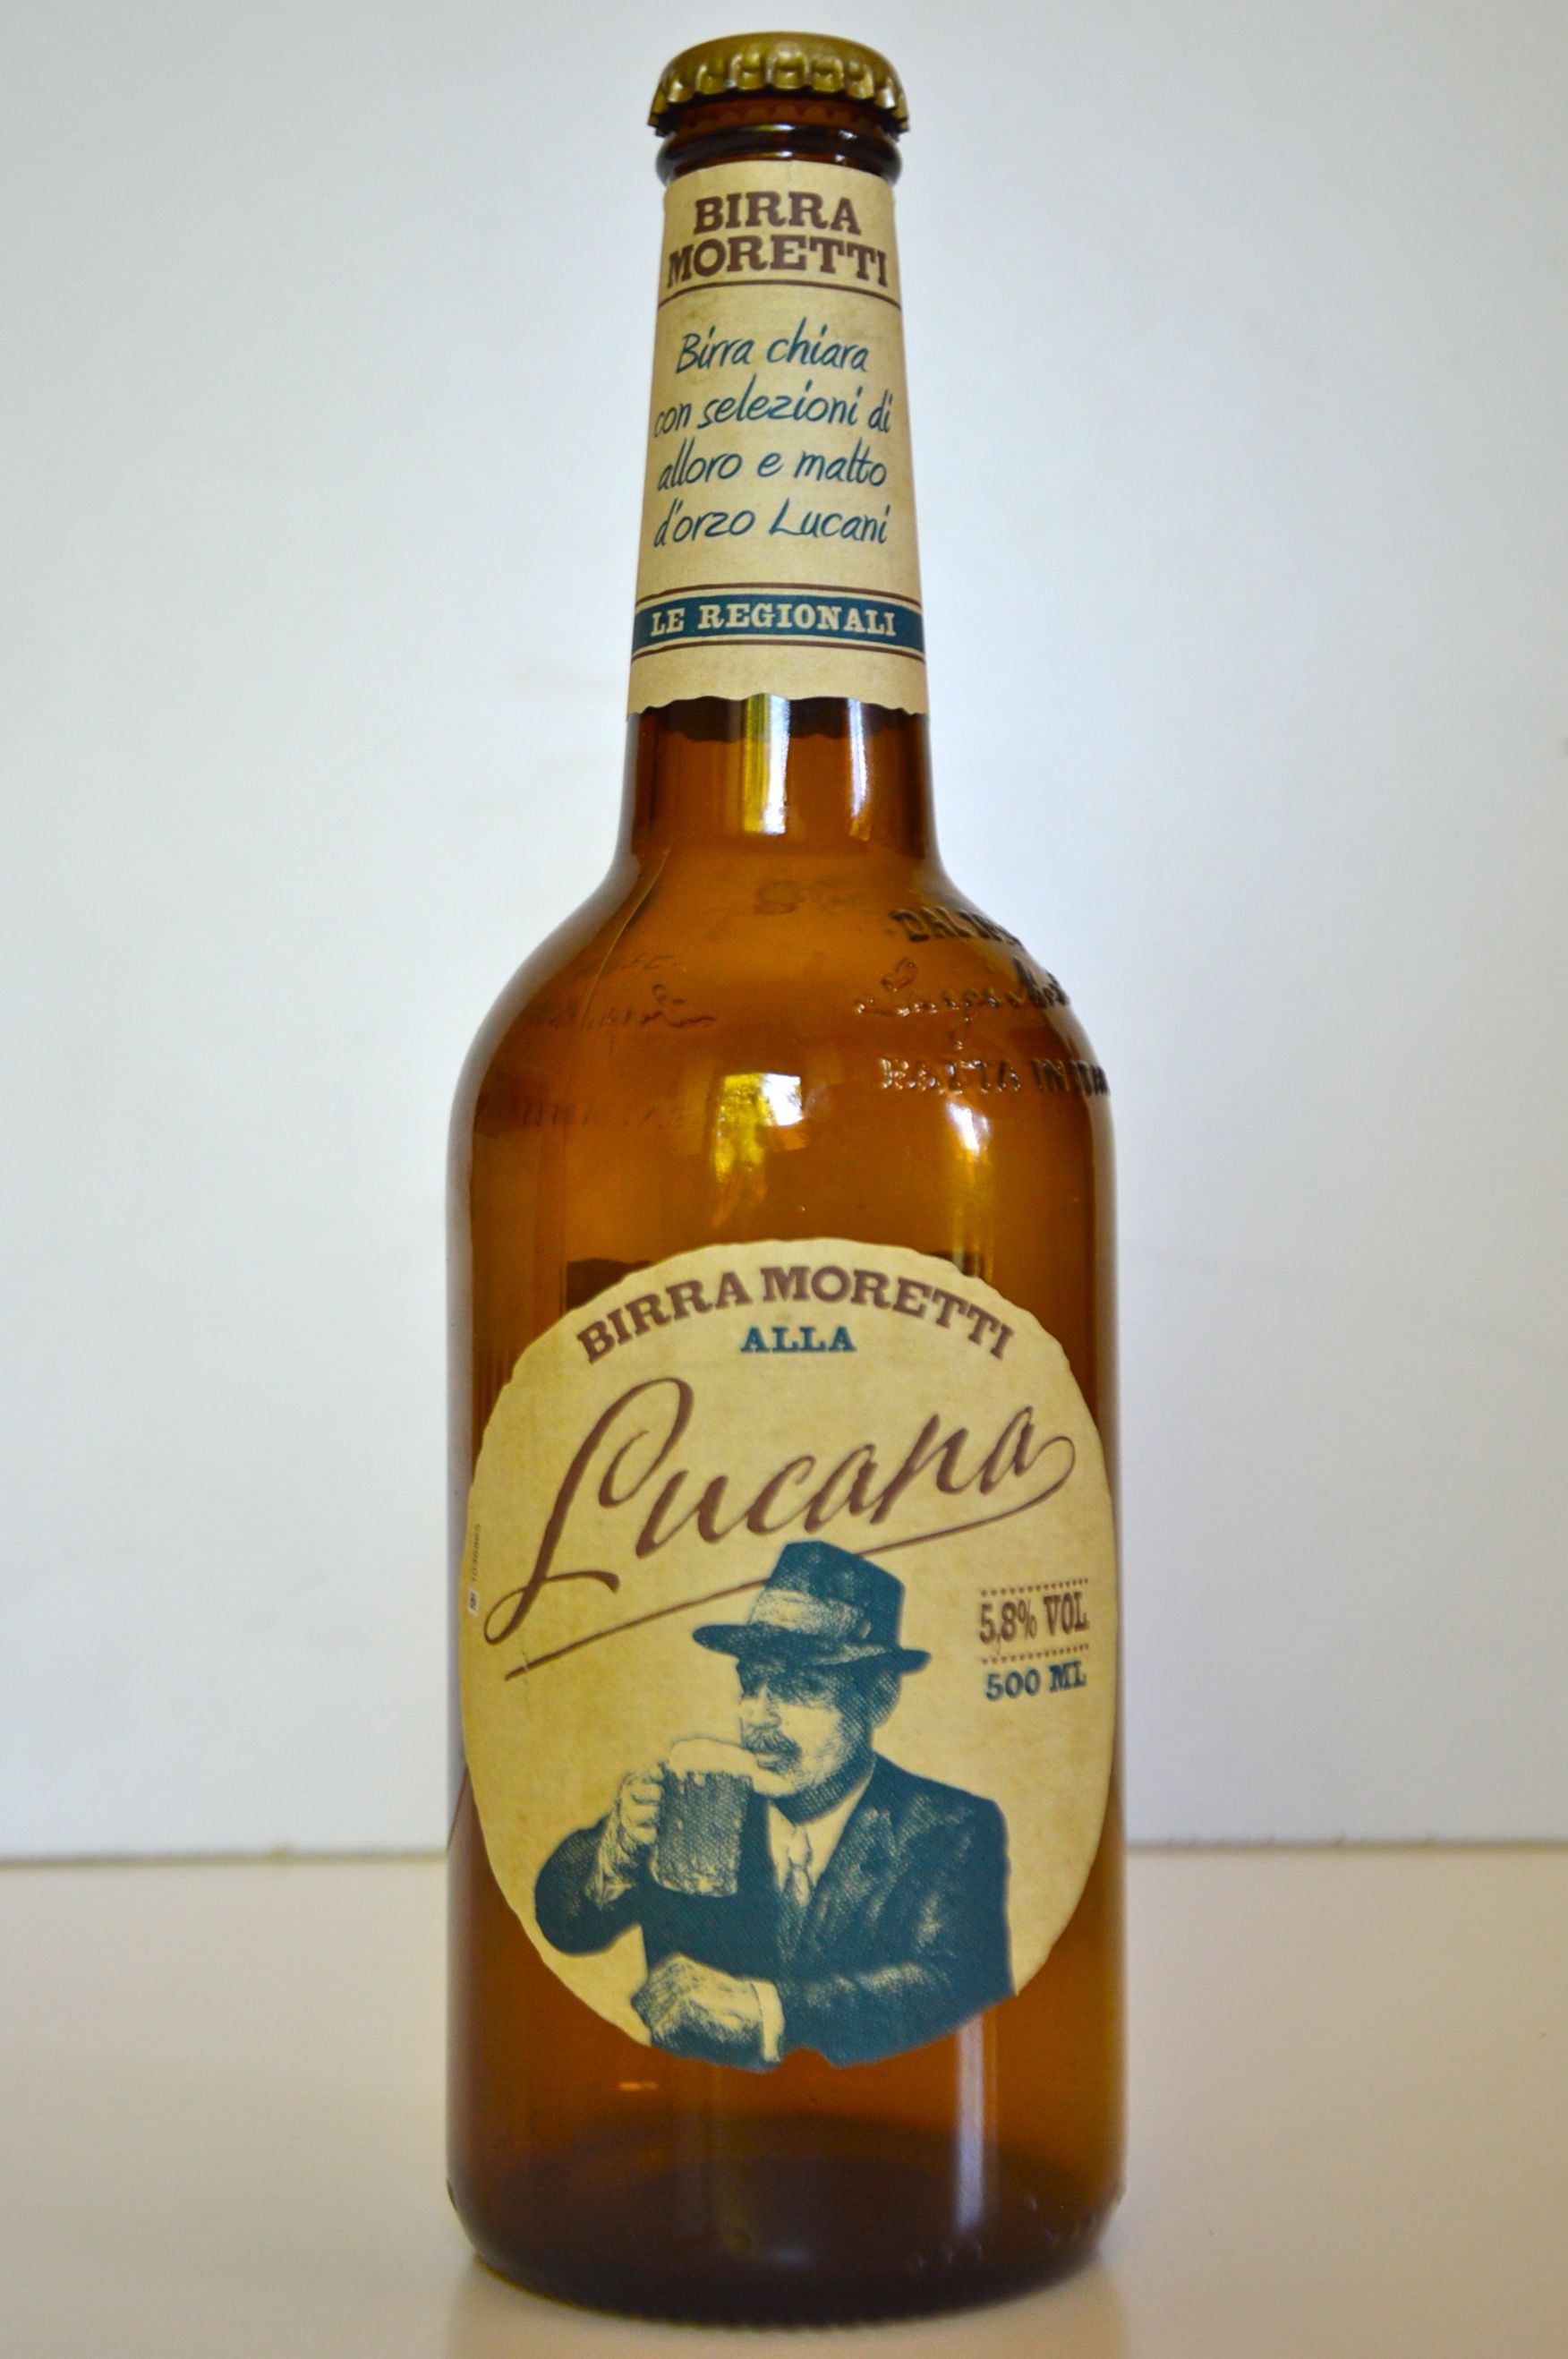 BIRRA
MORETTI
Birra chiara
con selezioni di
alloro e malto
d'orzo Lucani
LE REGIONALI
DAL
BIRRA MORETTI
ALLA
Lucana
5,8% VOL
500 ML